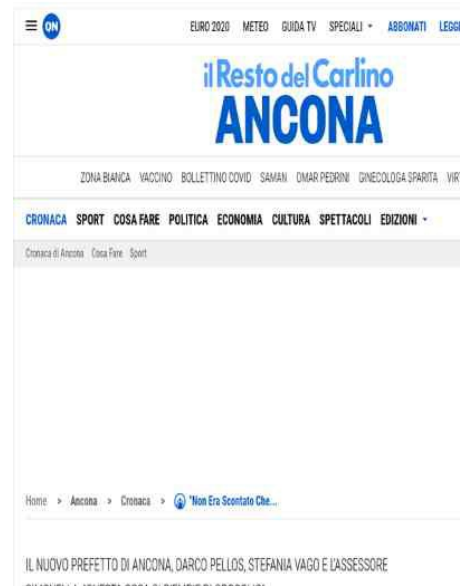 ON EURO 2020 METEO GUIDA TV SPECIALI ABBONATI LEGGI
il Resto del Carlino
ANCONA
ZONA BIANCA VACCINO BOLLETTINO COVID SAMAN OMAR PEDRINI GINECOLOGA SPARITA
CRONACA SPORT COSA FARE POLITICA ECONOMIA CULTURA SPETTACOLI EDIZIONI
Cronaca di Ancona Cosa Fare Sport
Home > Ancona > Cronaca > "Non Era Scontato Che...
IL NUOVO PREFETTO DI ANCONA, DARCO PELLOS, STEFANIA VAGO E L'ASSESSORE